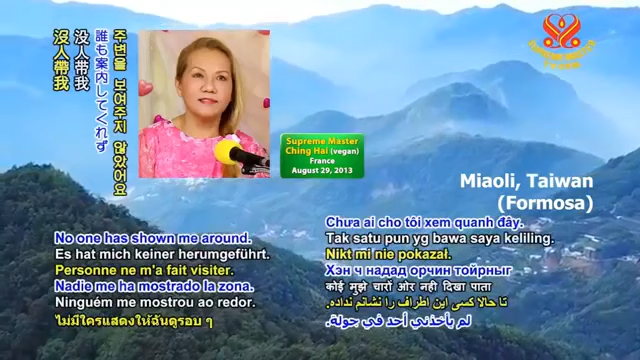 주변을 보여주지 않았어요
誰も案内してくれず
没人带我
沒人帶我
SUPREME MASTER
Supreme Master
Ching Hai (vegan)
France
August 29, 2013
Miaoli, Taiwan
(Formosa)
No one has shown me around.
Es hat mich keiner herumgeführt.
Personne ne m'a fait visiter.
Nadie me ha mostrado la zona.
Ninguém me mostrou ao redor.
ไม่มีใครแสดงให้ฉันดูรอบ ๆ
Chưa ai cho tôi xem quanh đây.
Tak satu pun yg bawa saya keliling.
Nikt mi nie pokazał.
Хэн ч надад орчин тойрныг
कोई मुझे चारों ओर नही दिखा पाता
تا حالا کسی این اطراف را نشانم نداده.
لم يأخذني أحد في جولة.